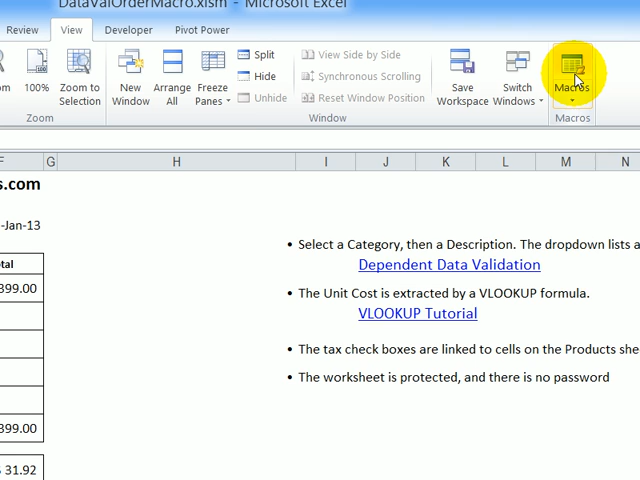 DataValOrderMacro.xlsm - Microsoft Excel
Review View Developer Power Pivot
Split
Hide
Unhide
View Side by Side
Synchronous Scrolling
Reset Window Position
100%
Zoom to Selection
New Window
Arrange All
Freeze Panes
Save Workspace
Switch Windows
Macros
Zoom Window Macros
F G H I J K L M N
s.com
-Jan-13
• Select a Category, then a Description. The dropdown lists a
tal
Dependent Data Validation
399.00
• The Unit Cost is extracted by a VLOOKUP formula.
VLOOKUP Tutorial
• The tax check boxes are linked to cells on the Products she
• The worksheet is protected, and there is no password
399.00
31.92